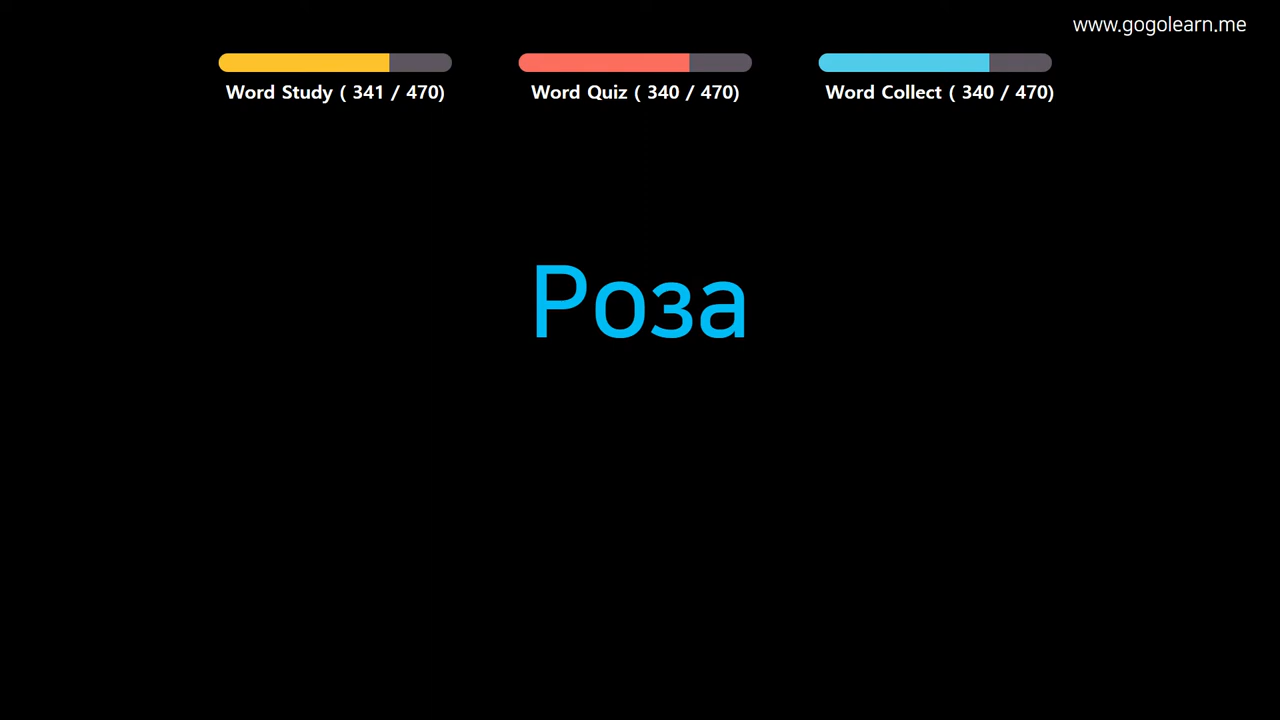 www.gogolearn.me
Word Study ( 341 / 470)
Word Quiz ( 340 / 470)
Word Collect ( 340 / 470)
Роза